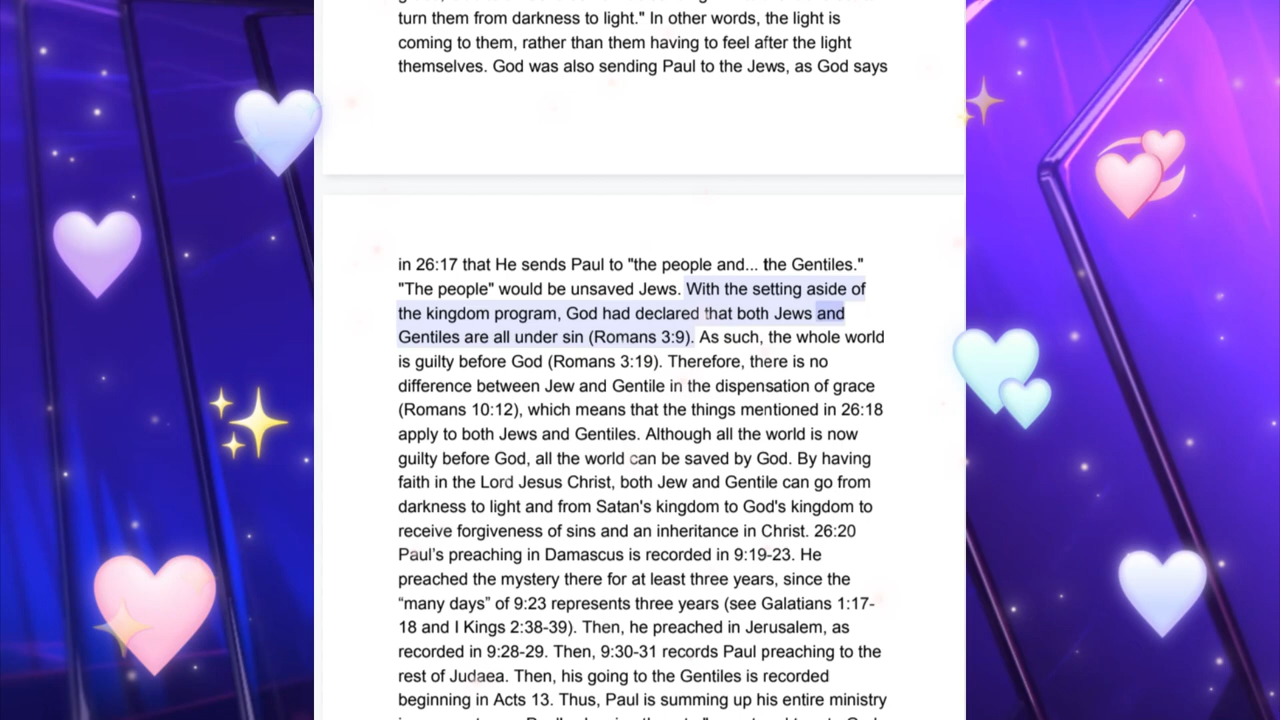 turn them from darkness to light." In other words, the light is
coming to them, rather than them having to feel after the light
themselves. God was also sending Paul to the Jews, as God says
in 26:17 that He sends Paul to "the people and... the Gentiles."
"The people" would be unsaved Jews. With the setting aside of
the kingdom program, God had declared that both Jews and
Gentiles are all under sin (Romans 3:9). As such, the whole world
is guilty before God (Romans 3:19). Therefore, there is no
difference between Jew and Gentile in the dispensation of grace
(Romans 10:12), which means that the things mentioned in 26:18
apply to both Jews and Gentiles. Although all the world is now
guilty before God, all the world can be saved by God. By having
faith in the Lord Jesus Christ, both Jew and Gentile can go from
darkness to light and from Satan's kingdom to God's kingdom to
receive forgiveness of sins and an inheritance in Christ. 26:20
Paul's preaching in Damascus is recorded in 9:19-23. He
preached the mystery there for at least three years, since the
“many days” of 9:23 represents three years (see Galatians 1:17-
18 and I Kings 2:38-39). Then, he preached in Jerusalem, as
recorded in 9:28-29. Then, 9:30-31 records Paul preaching to the
rest of Judaea. Then, his going to the Gentiles is recorded
beginning in Acts 13. Thus, Paul is summing up his entire ministry